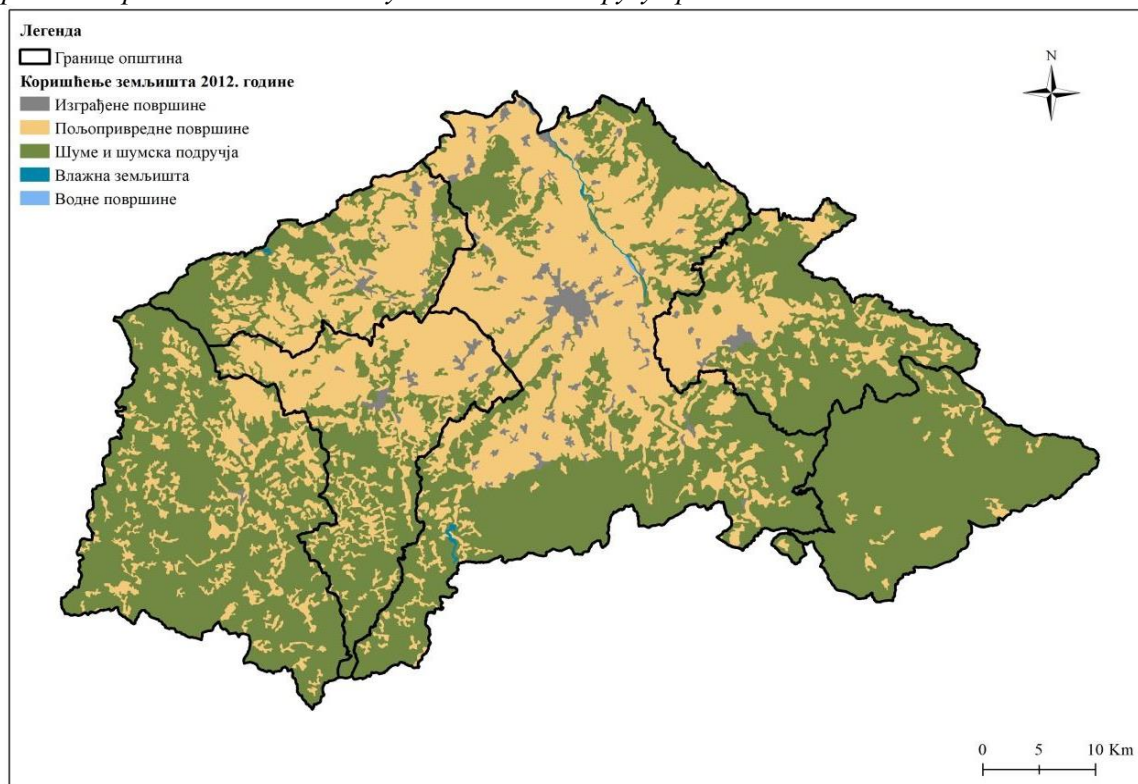 Легенда
Границе општина
Коришћење земљишта 2012. године
Изграђене површине
Пољопривредне површине
Шуме и шумска подручја
Влажна земљишта
Водне површине
N
0 5 10 Km